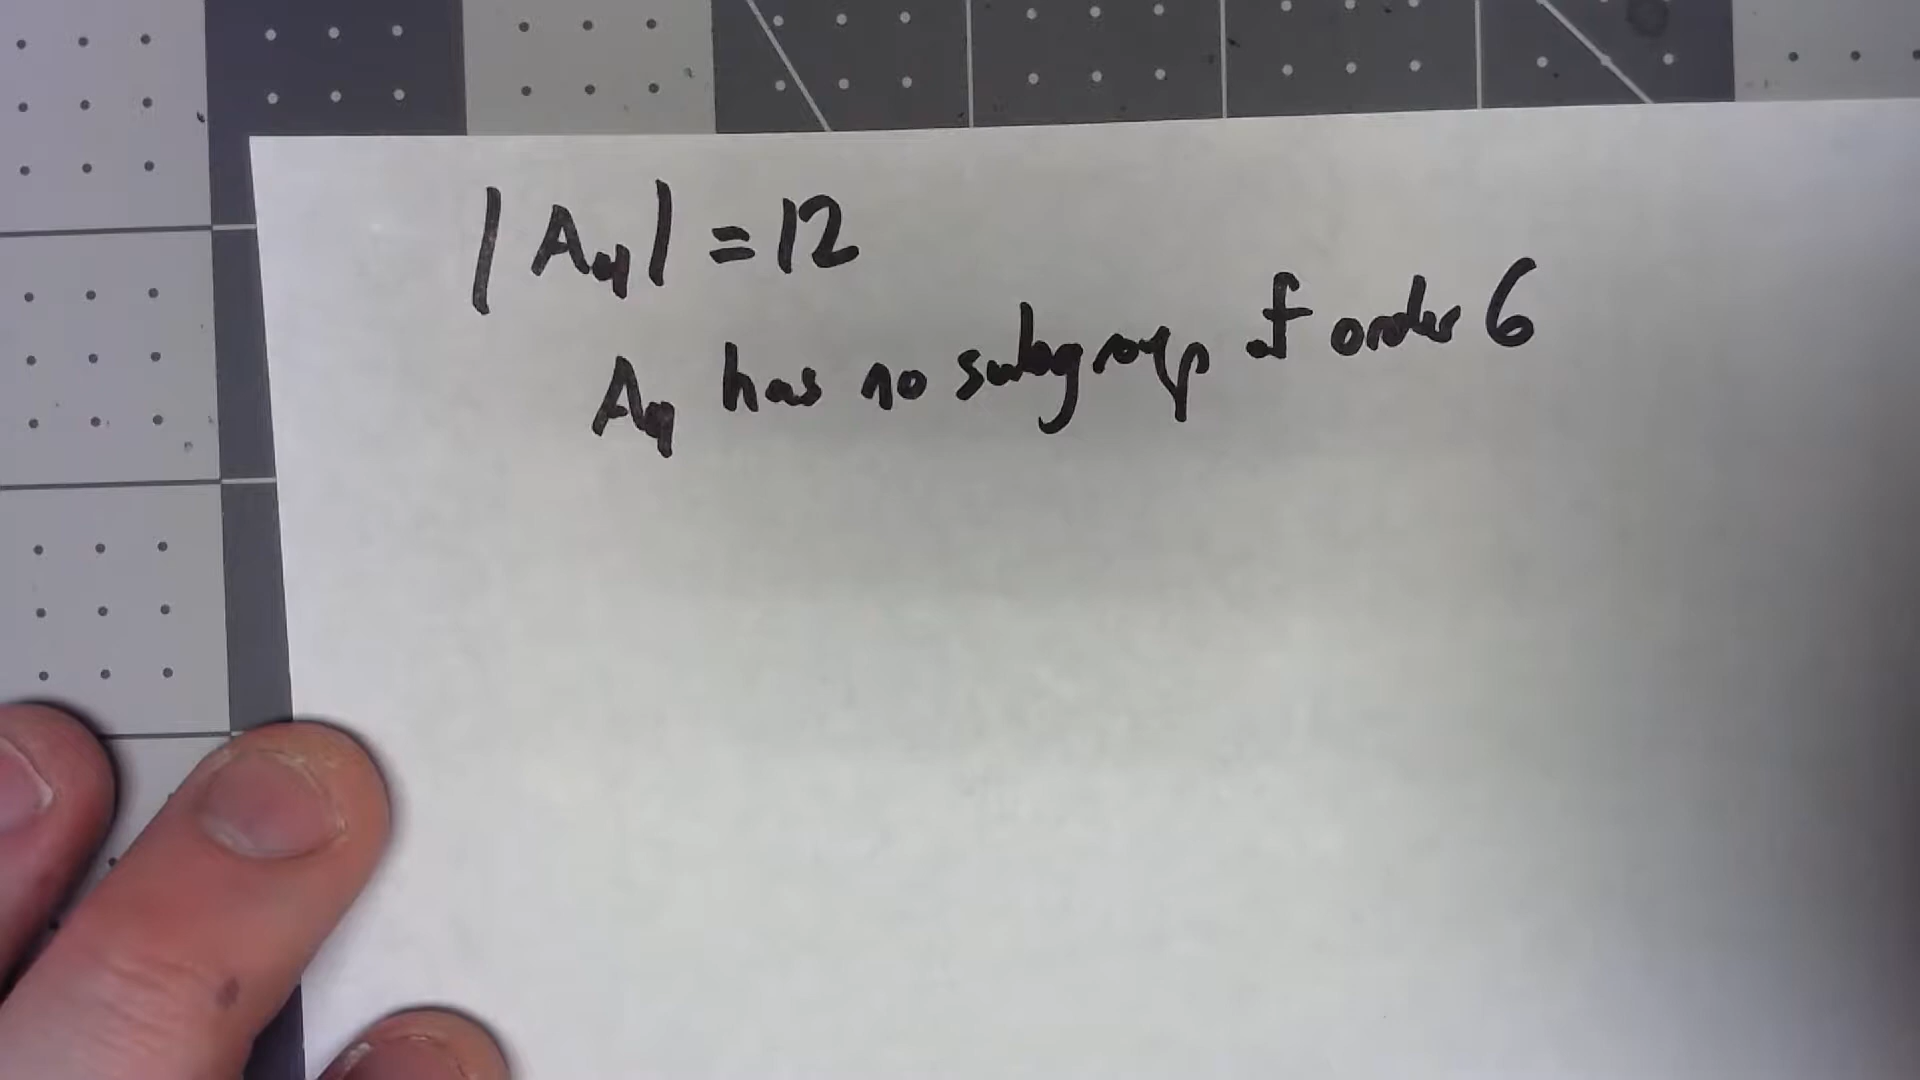 |A₄| = 12
A₄ has no subgroup of order 6